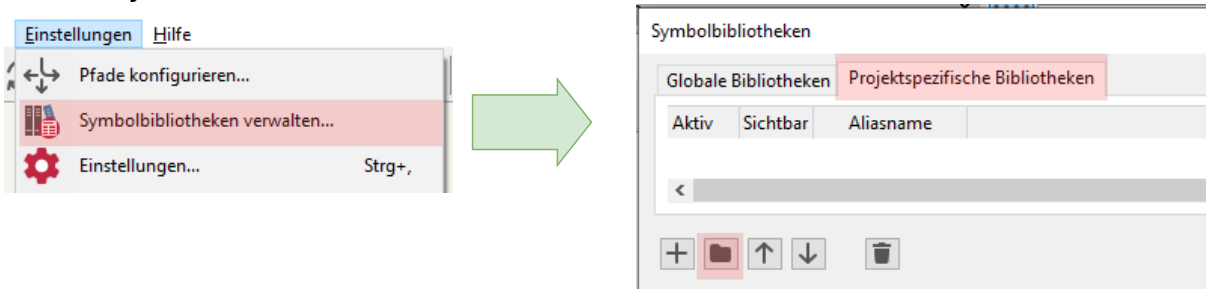 Einstellungen Hilfe
Pfade konfigurieren...
Symbolbibliotheken verwalten...
Einstellungen... Strg+,
Symbolbibliotheken
Globale Bibliotheken Projektspezifische Bibliotheken
Aktiv Sichtbar Aliasname